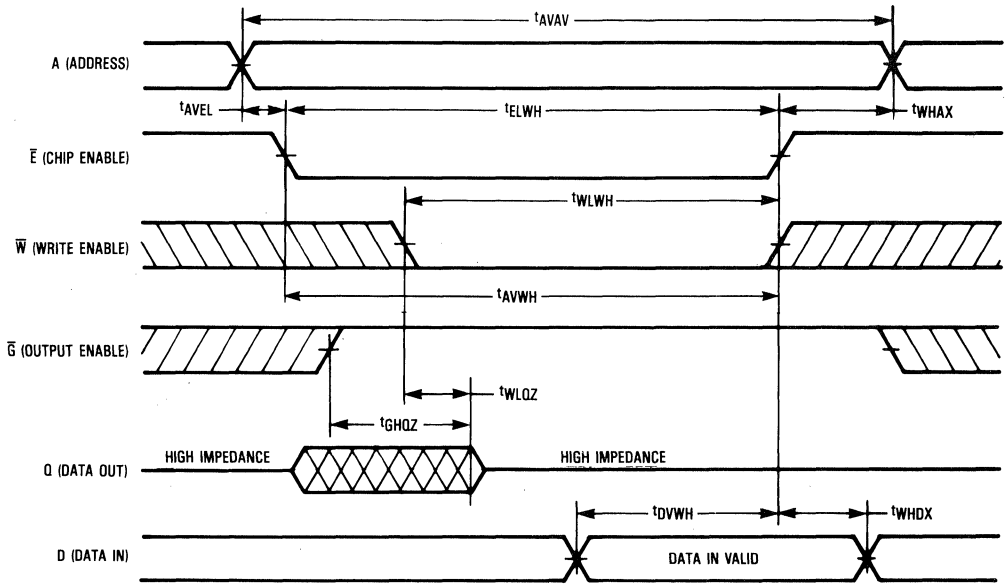 tAVAV
A (ADDRESS)
tAVEL
tELWH
tWHAX
E̅ (CHIP ENABLE)
tWLWH
W̅ (WRITE ENABLE)
tAVWH
G̅ (OUTPUT ENABLE)
tWLQZ
tGHQZ
Q (DATA OUT)
HIGH IMPEDANCE
HIGH IMPEDANCE
tDVWH
tWHDX
D (DATA IN)
DATA IN VALID